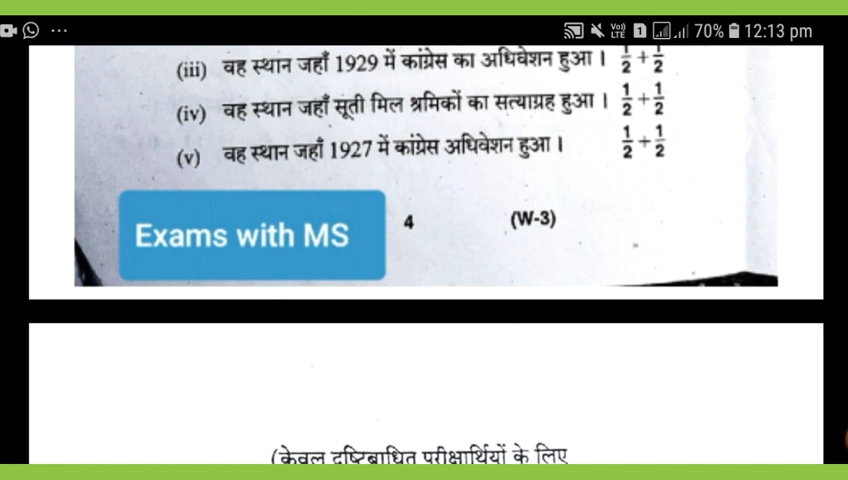 70% 12:13 pm
(iii) वह स्थान जहाँ 1929 में कांग्रेस का अधिवेशन हुआ । 1/2 + 1/2
(iv) वह स्थान जहाँ सूती मिल श्रमिकों का सत्याग्रह हुआ । 1/2 + 1/2
(v) वह स्थान जहाँ 1927 में कांग्रेस अधिवेशन हुआ । 1/2 + 1/2
Exams with MS 4 (W-3)
(केवल दृष्टिबाधित परीक्षार्थियों के लिए